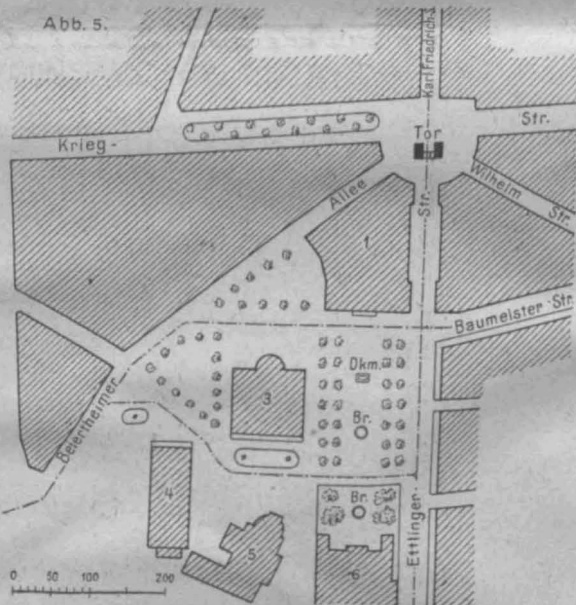 Abb. 5.
Karl Friedrich-
Krieg-
Tor
Str.
Allee
Str.
Wilhelm Str.
1
Baumeister Str.
Dkm.
3
Br.
Beiertheimer
4
5
Br.
6
Ettlinger-
0 50 100 200